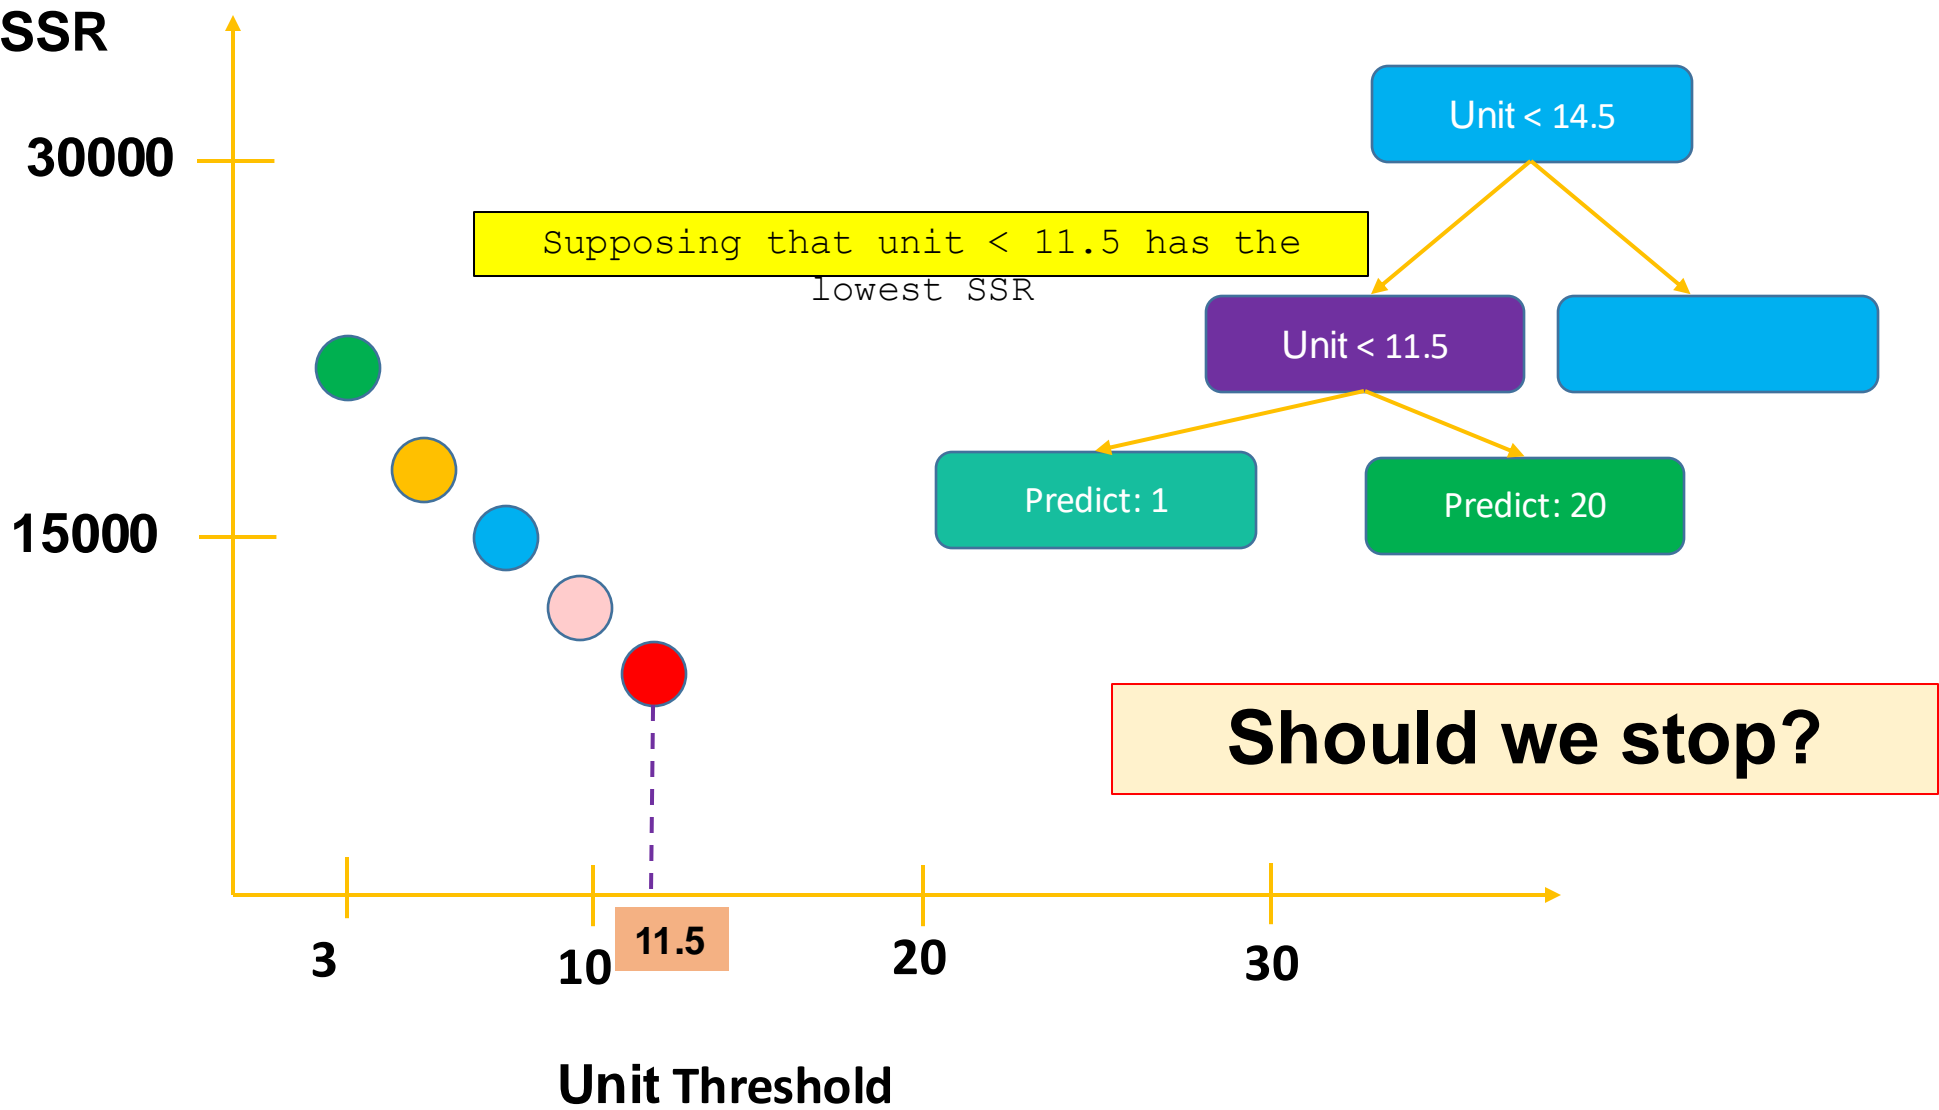 SSR
30000
Unit < 14.5
Supposing that unit < 11.5 has the
lowest SSR
Unit < 11.5
Predict: 1
Predict: 20
15000
Should we stop?
3
10
11.5
20
30
Unit Threshold